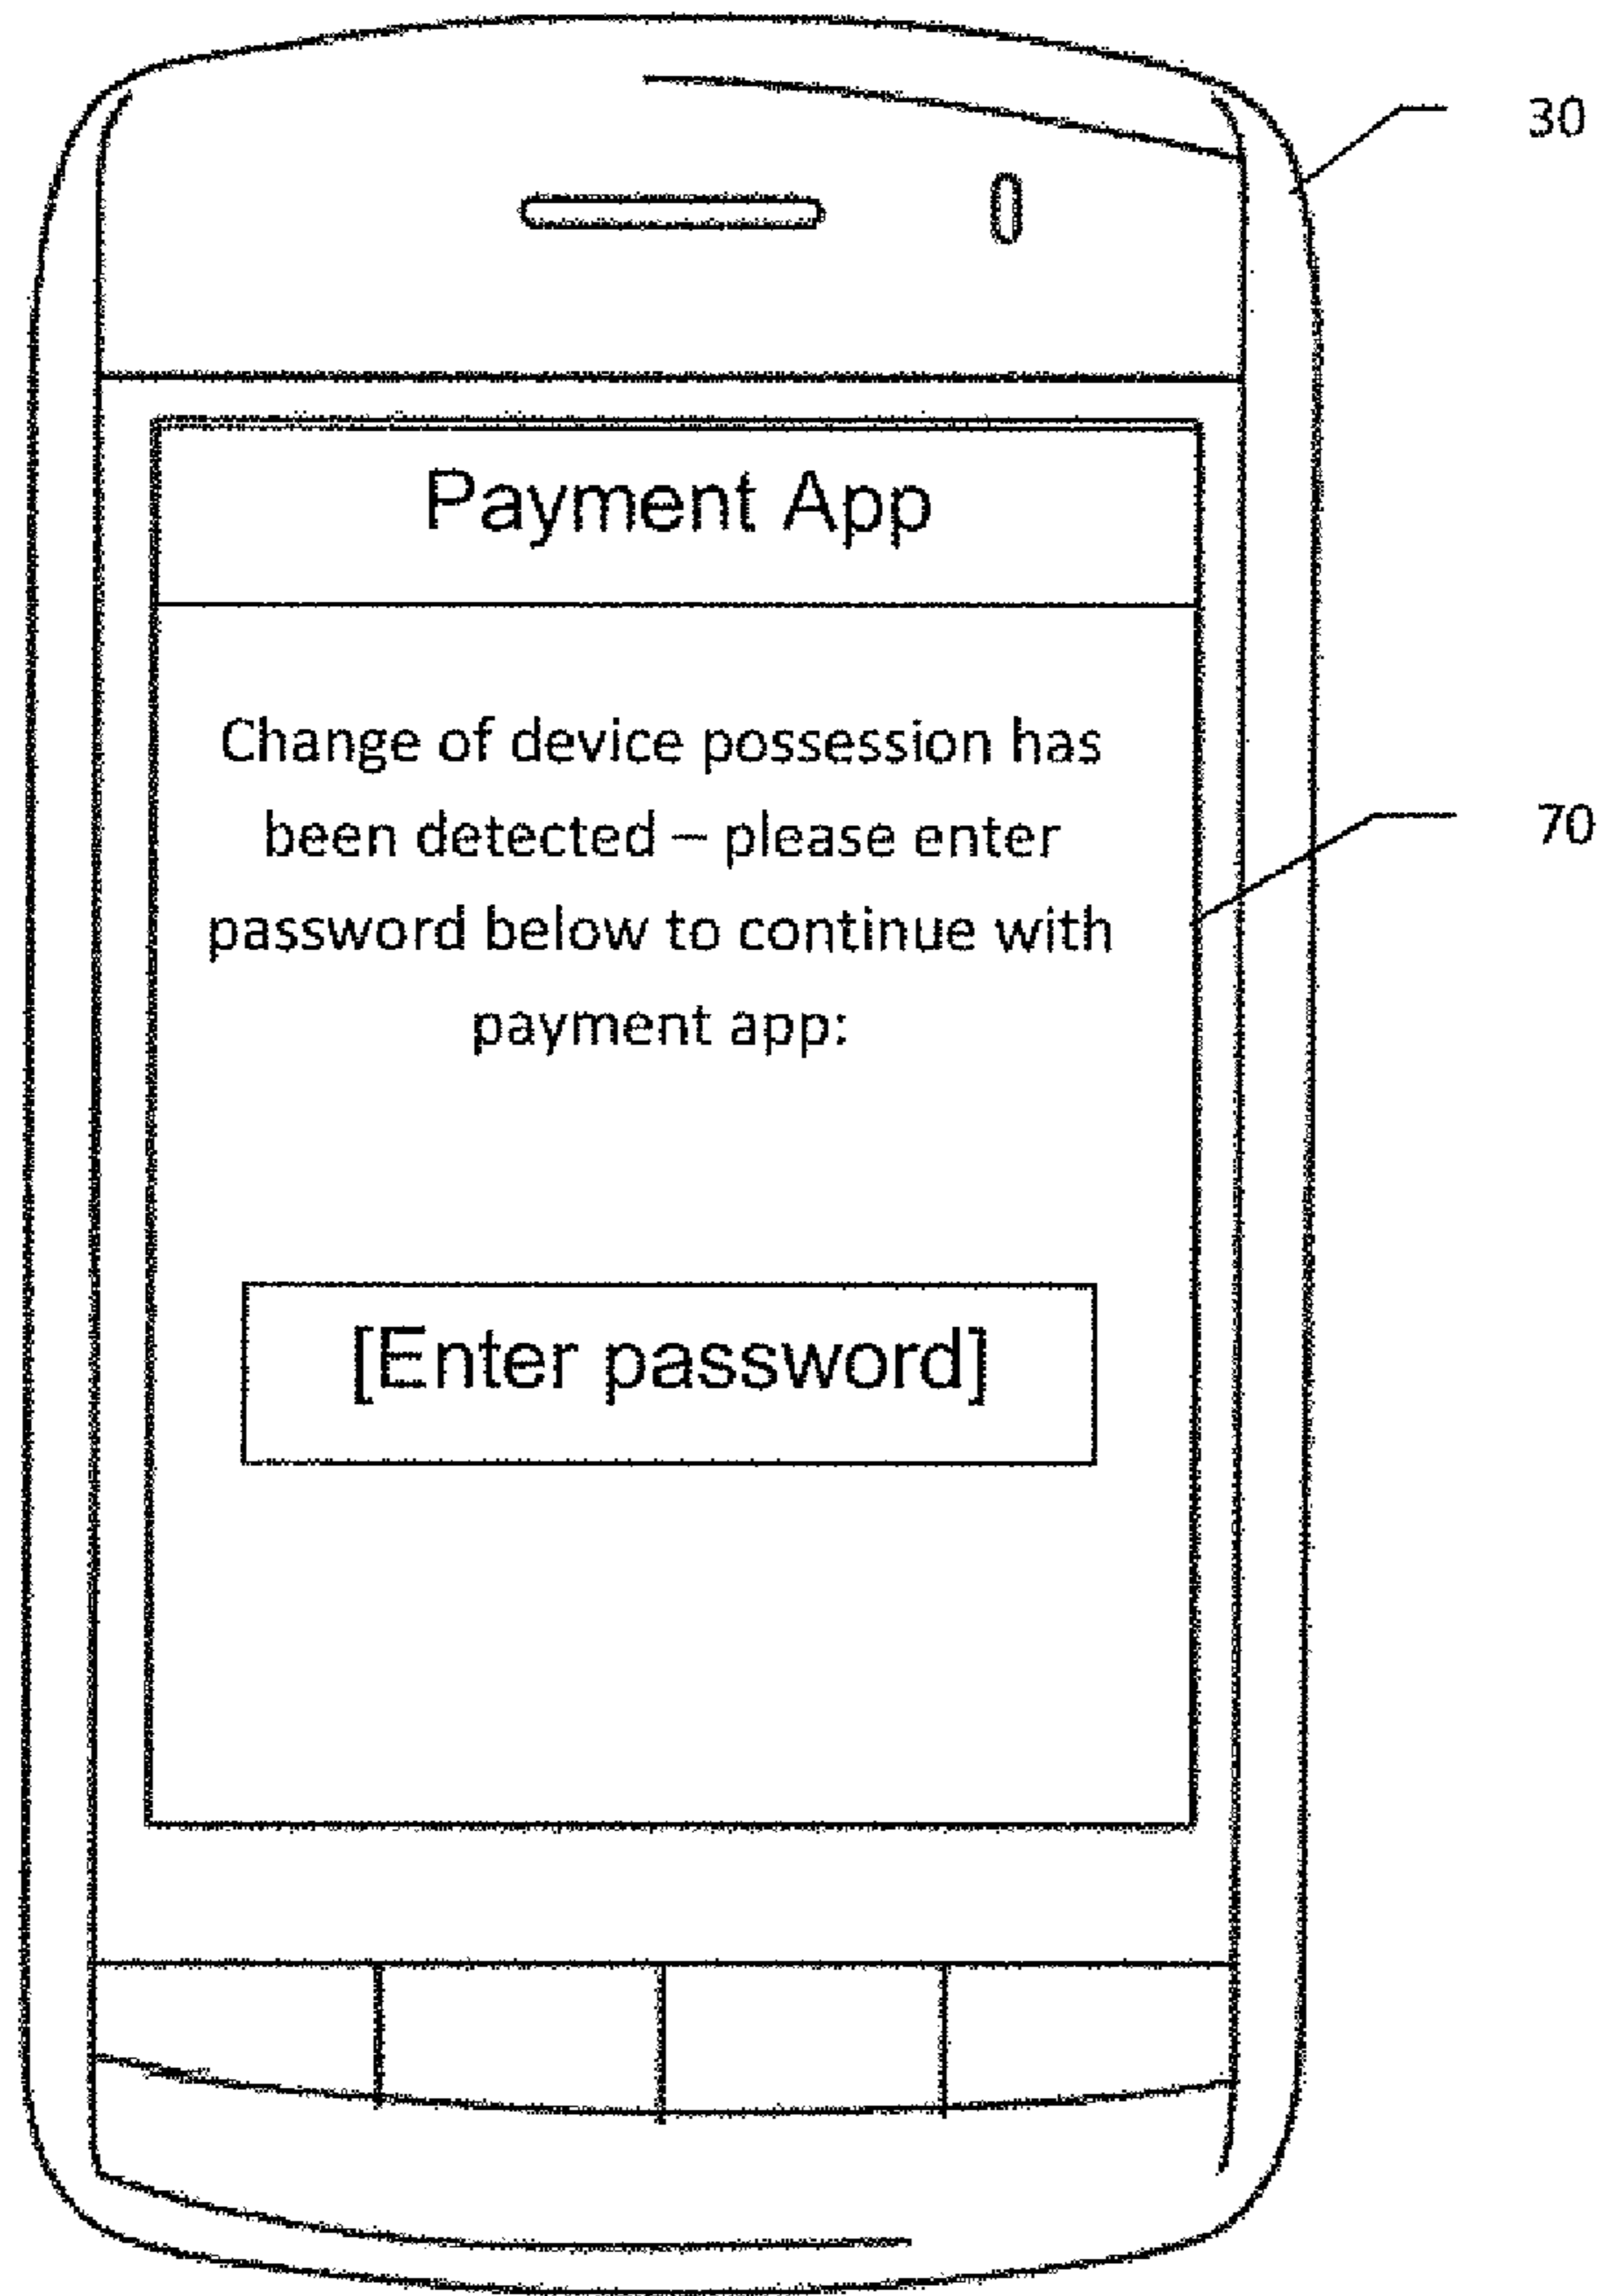 30
Payment App
Change of device possession has
been detected – please enter
70
password below to continue with
payment app:
[Enter password]